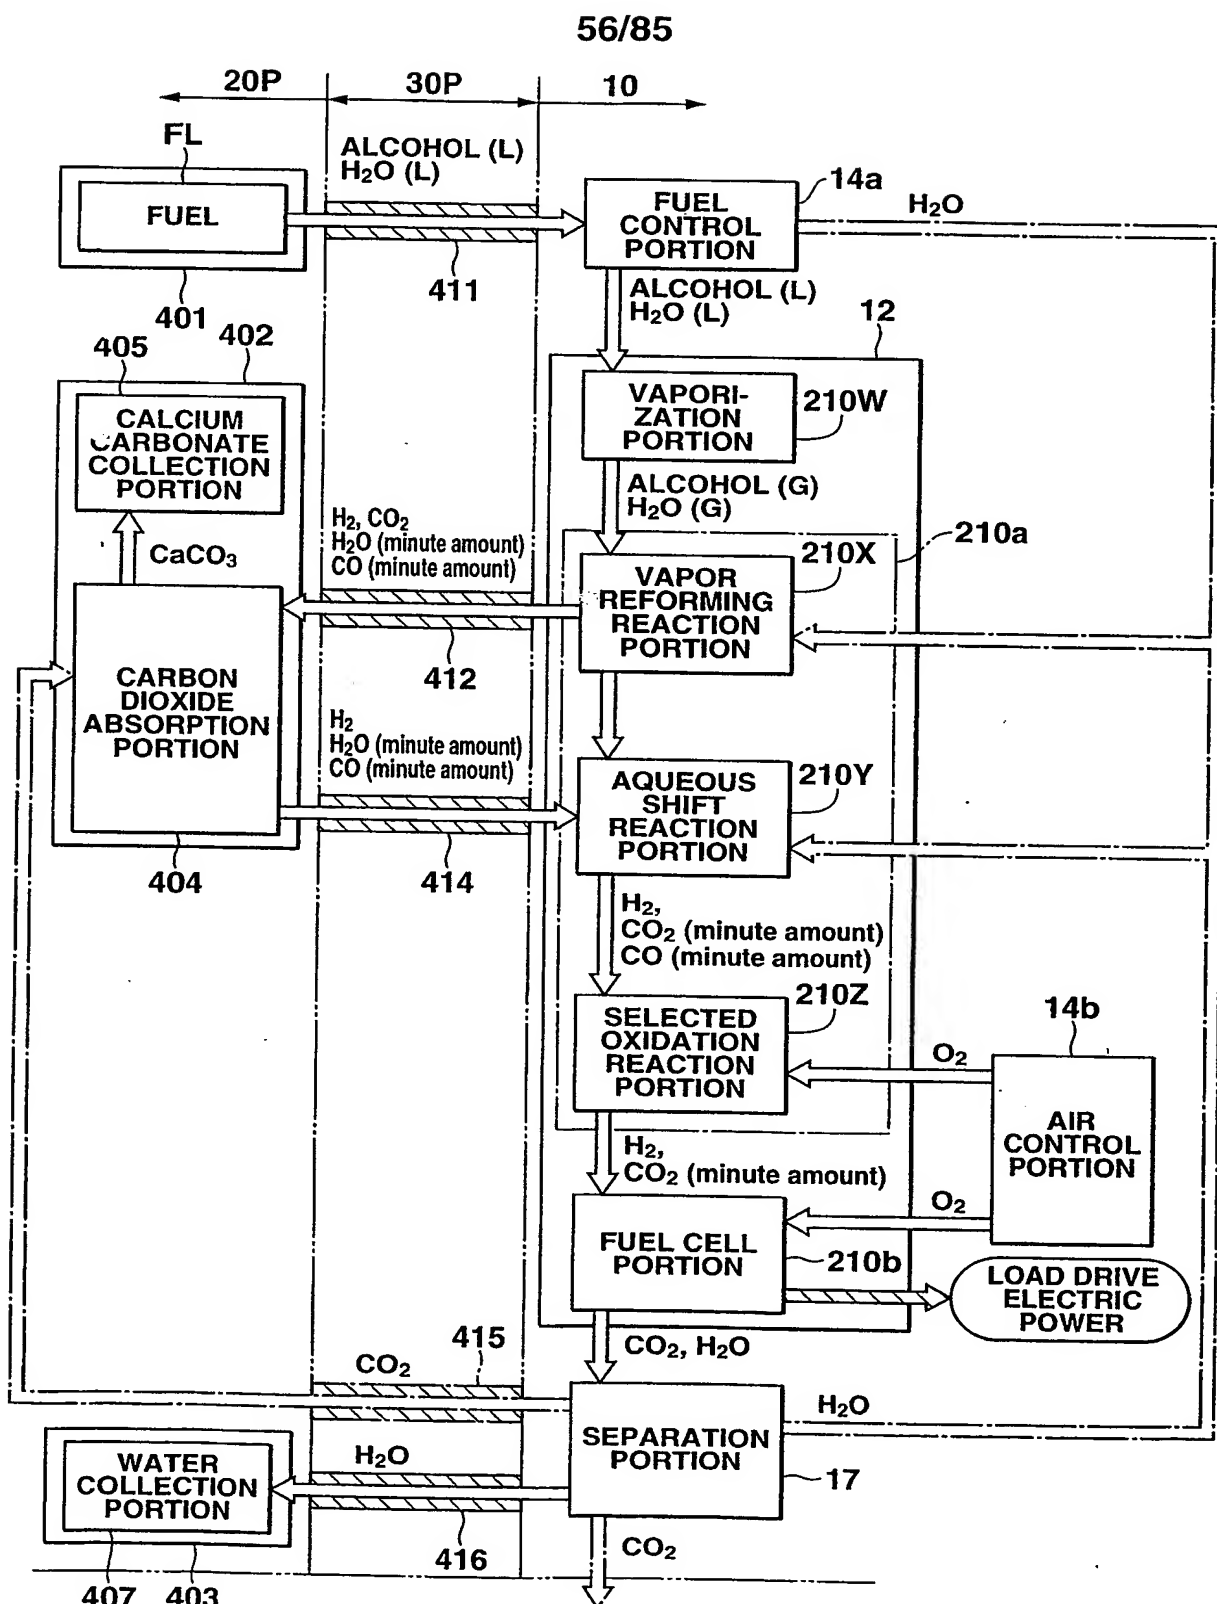 56/85
20P
30P
10
FL
ALCOHOL (L)
H2O (L)
14a
FUEL
FUEL
CONTROL
PORTION
H2O
411
401
ALCOHOL (L)
H2O (L)
12
405
402
CALCIUM
CARBONATE
COLLECTION
PORTION
VAPORI-
ZATION
PORTION
210W
ALCOHOL (G)
H2O (G)
H2, CO2
H2O (minute amount)
CO (minute amount)
210a
CaCO3
VAPOR
REFORMING
REACTION
PORTION
210X
412
CARBON
DIOXIDE
ABSORPTION
PORTION
H2
H2O (minute amount)
CO (minute amount)
AQUEOUS
SHIFT
REACTION
PORTION
210Y
404
414
H2,
CO2 (minute amount)
CO (minute amount)
210Z
14b
SELECTED
OXIDATION
REACTION
PORTION
O2
AIR
CONTROL
PORTION
H2,
CO2 (minute amount)
O2
FUEL CELL
PORTION
210b
LOAD DRIVE
ELECTRIC
POWER
CO2, H2O
415
CO2
SEPARATION
PORTION
H2O
WATER
COLLECTION
PORTION
H2O
17
416
CO2
407
403